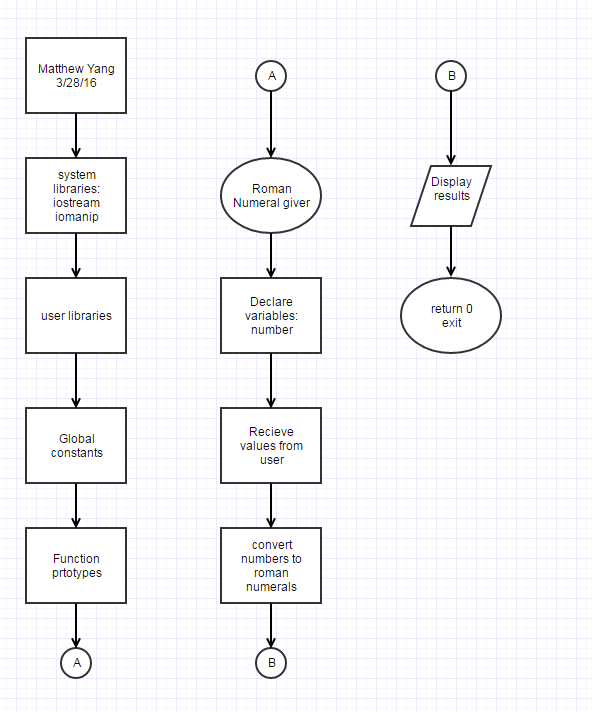 Matthew Yang
3/28/16
system
libraries:
iostream
iomanip
user libraries
Global
constants
Function
prtotypes
A
A
Roman
Numeral giver
Declare
variables:
number
Recieve
values from
user
convert
numbers to
roman
numerals
B
B
Display
results
return 0
exit